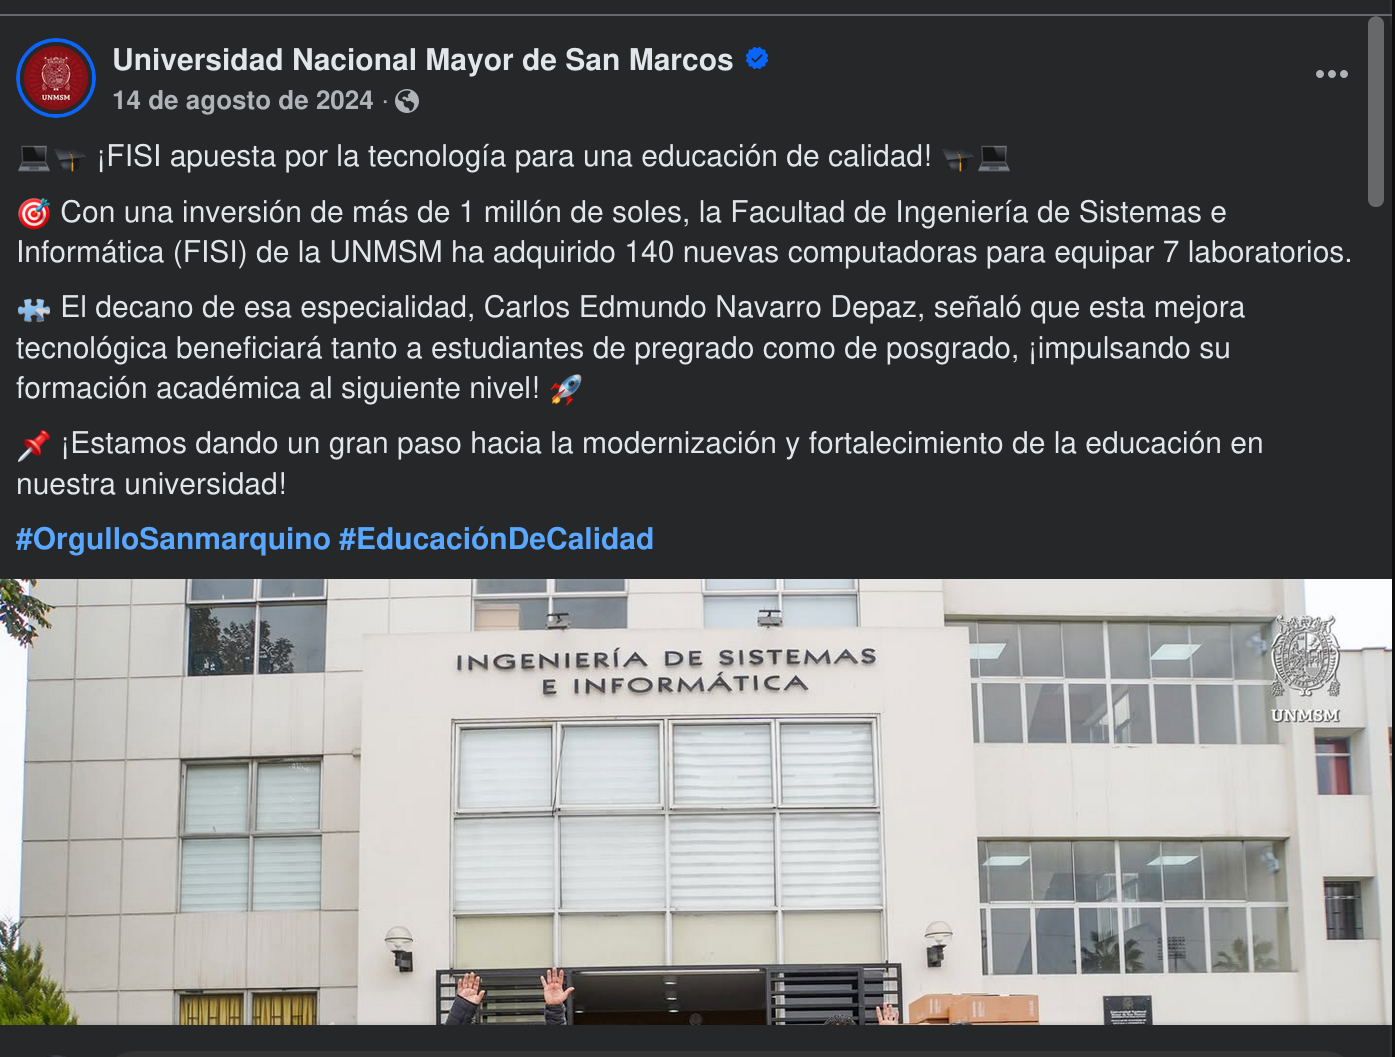 Universidad Nacional Mayor de San Marcos
14 de agosto de 2024 ·
UNMSM
💻🎓 ¡FISI apuesta por la tecnología para una educación de calidad! 🎓💻
🎯 Con una inversión de más de 1 millón de soles, la Facultad de Ingeniería de Sistemas e
Informática (FISI) de la UNMSM ha adquirido 140 nuevas computadoras para equipar 7 laboratorios.
🧩 El decano de esa especialidad, Carlos Edmundo Navarro Depaz, señaló que esta mejora
tecnológica beneficiará tanto a estudiantes de pregrado como de posgrado, ¡impulsando su
formación académica al siguiente nivel! 🚀
📌 ¡Estamos dando un gran paso hacia la modernización y fortalecimiento de la educación en
nuestra universidad!
#OrgulloSanmarquino #EducaciónDeCalidad
INGENIERÍA DE SISTEMAS
E INFORMÁTICA
UNMSM